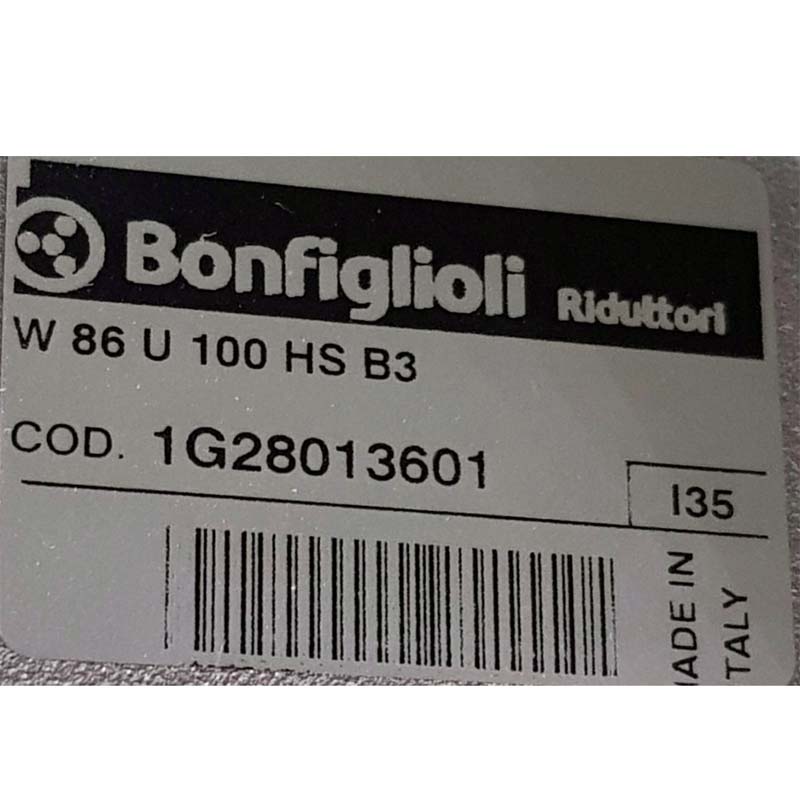 Bonfiglioli Riduttori
W 86 U 100 HS B3
COD. 1G28013601
I35
MADE IN
ITALY